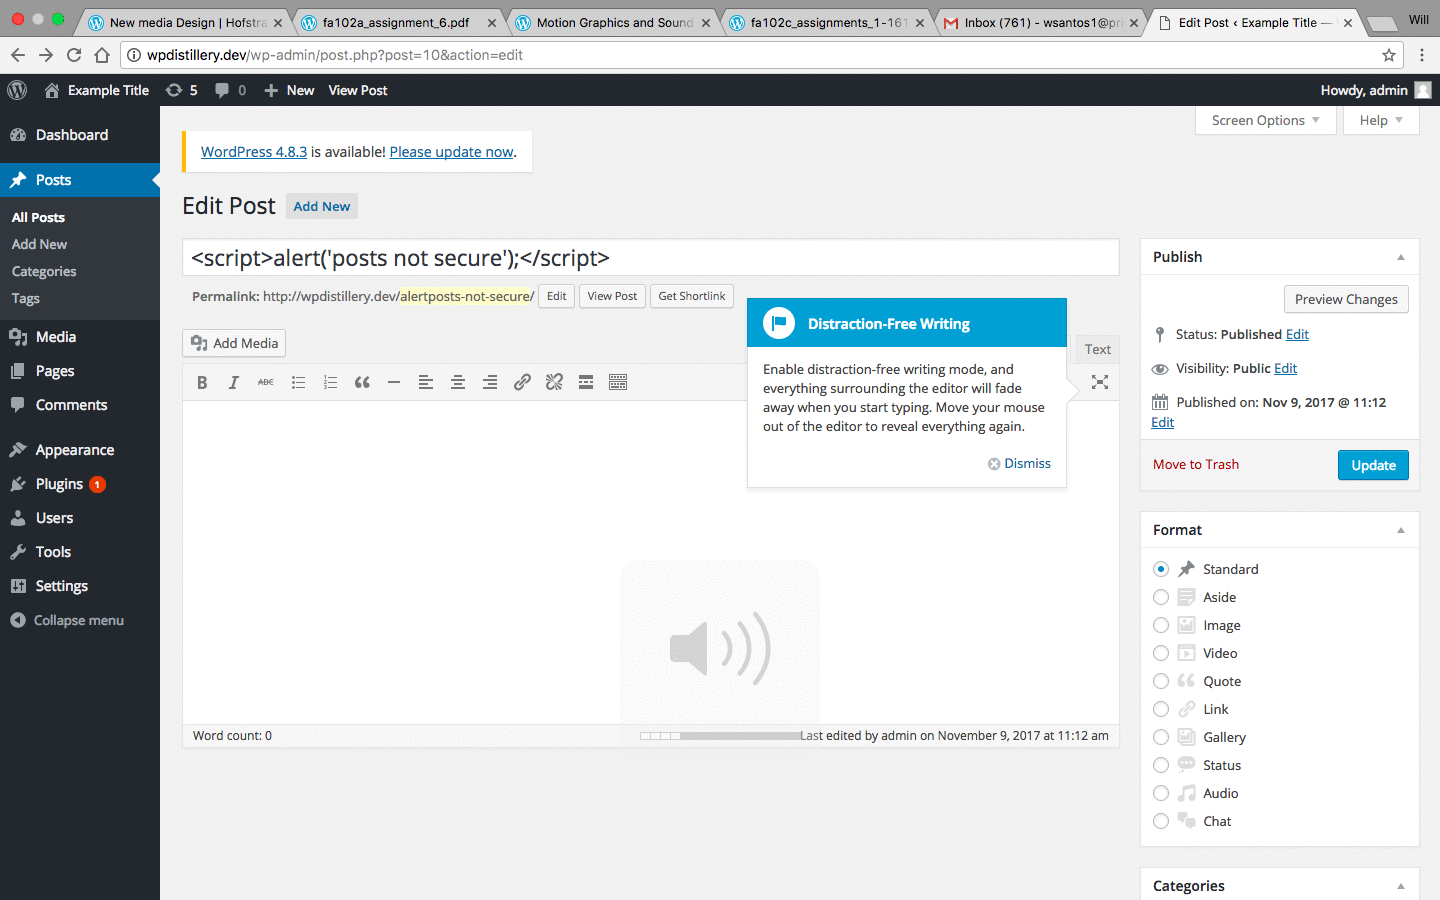 New media Design | Hofstra
fa102a_assignment_6.pdf
Motion Graphics and Sound
fa102c_assignments_1-161
Inbox (761) - wsantos1@pri
Edit Post ‹ Example Title —
Will
wpdistillery.dev/wp-admin/post.php?post=10&action=edit
Example Title
5
0
New
View Post
Howdy, admin
Screen Options
Help
Dashboard
Posts
All Posts
Add New
Categories
Tags
Media
Pages
Comments
Appearance
Plugins 1
Users
Tools
Settings
Collapse menu
WordPress 4.8.3 is available! Please update now.
Edit Post
Add New
<script>alert('posts not secure');</script>
Permalink: http://wpdistillery.dev/alertposts-not-secure/
Edit
View Post
Get Shortlink
Add Media
Text
B I ABC
Distraction-Free Writing
Enable distraction-free writing mode, and
everything surrounding the editor will fade
away when you start typing. Move your mouse
out of the editor to reveal everything again.
Dismiss
Word count: 0
Last edited by admin on November 9, 2017 at 11:12 am
Publish
Preview Changes
Status: Published Edit
Visibility: Public Edit
Published on: Nov 9, 2017 @ 11:12
Edit
Move to Trash
Update
Format
Standard
Aside
Image
Video
Quote
Link
Gallery
Status
Audio
Chat
Categories